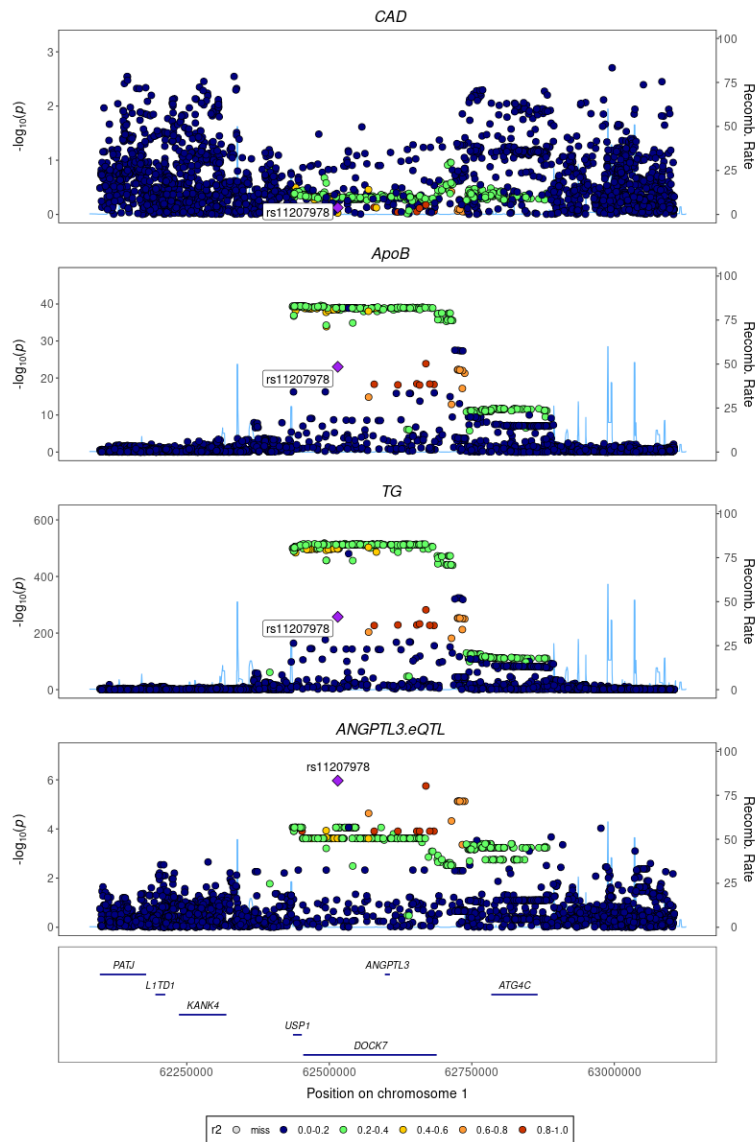 CAD
3
2
1
0
-log10(p)
100
75
50
25
0
Recomb. Rate
rs11207978
ApoB
40
30
20
10
0
-log10(p)
100
75
50
25
0
Recomb. Rate
rs11207978
TG
600
400
200
0
-log10(p)
100
75
50
25
0
Recomb. Rate
rs11207978
ANGPTL3.eQTL
6
4
2
0
-log10(p)
100
75
50
25
0
Recomb. Rate
rs11207978
PATJ
ANGPTL3
L1TD1
ATG4C
KANK4
USP1
DOCK7
62250000 62500000 62750000 63000000
Position on chromosome 1
r2 miss 0.0-0.2 0.2-0.4 0.4-0.6 0.6-0.8 0.8-1.0